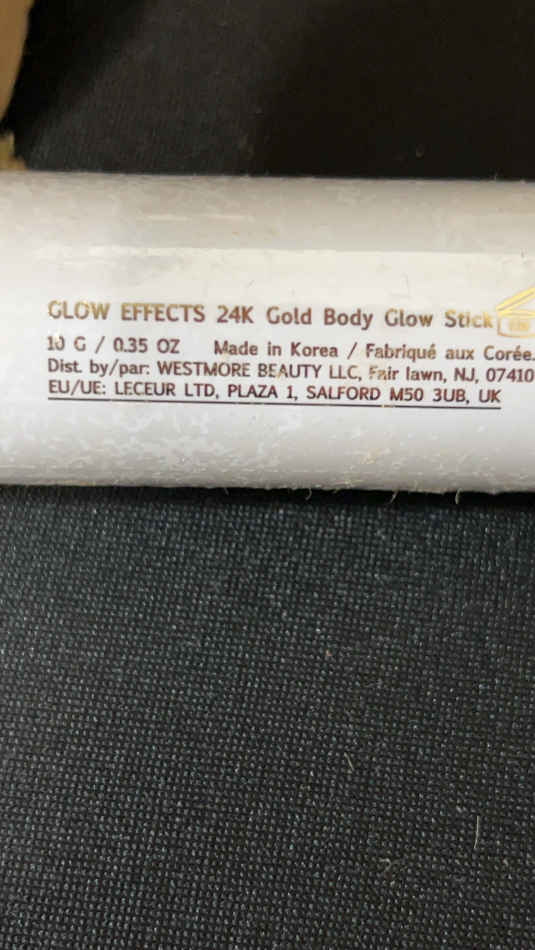 GLOW EFFECTS 24K Gold Body Glow Stick
10 G / 0.35 OZ Made in Korea / Fabriqué aux Corée.
Dist. by/par: WESTMORE BEAUTY LLC, Fair lawn, NJ, 07410
EU/UE: LECEUR LTD, PLAZA 1, SALFORD M50 3UB, UK